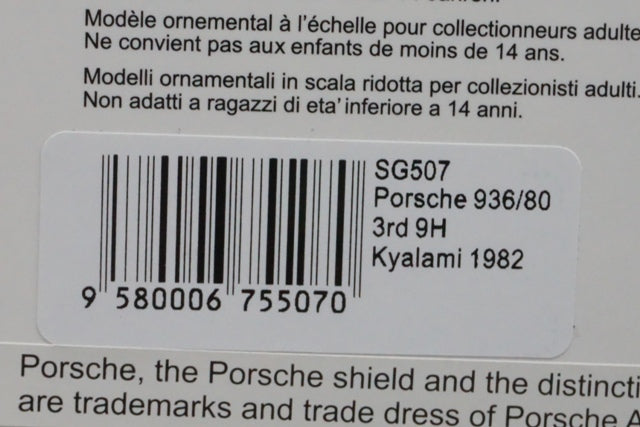 Modèle ornemental à l'échelle pour collectionneurs adulte
Ne convient pas aux enfants de moins de 14 ans.
Modelli ornamentali in scala ridotta per collezionisti adulti.
Non adatti a ragazzi di eta' inferiore a 14 anni.
SG507
Porsche 936/80
3rd 9H
Kyalami 1982
9 580006 755070
Porsche, the Porsche shield and the distincti
are trademarks and trade dress of Porsche A